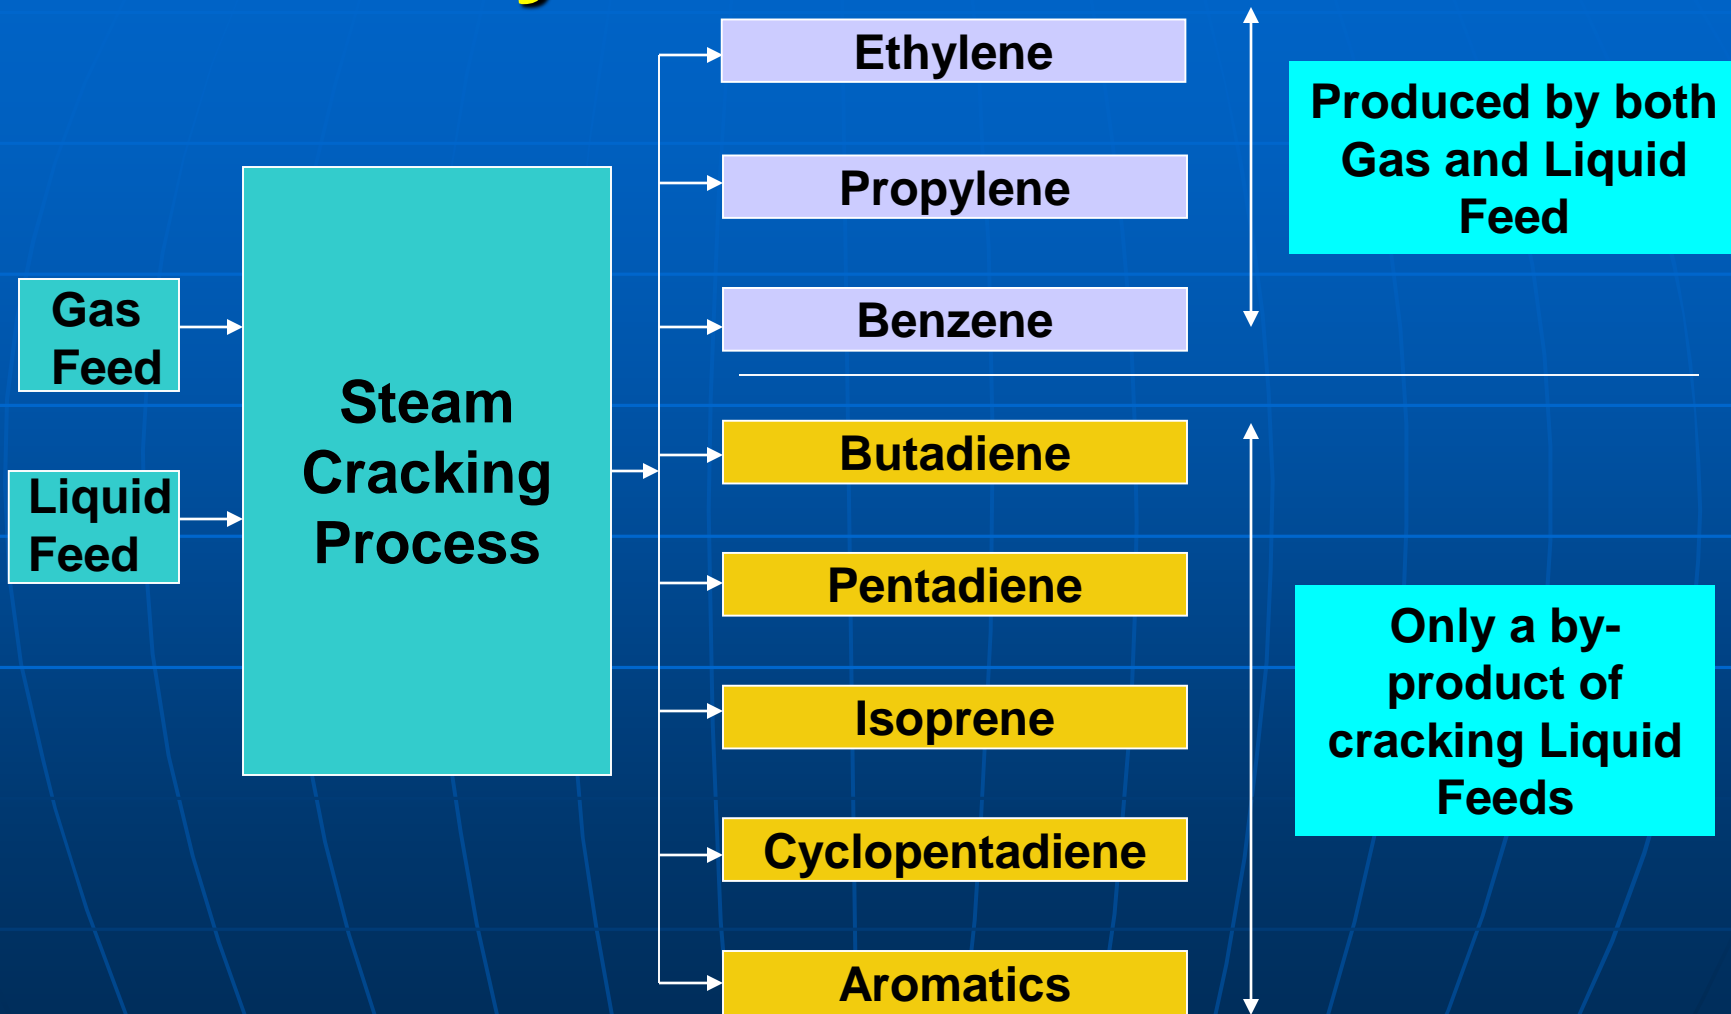 Gas
Feed
Liquid
Feed
Steam
Cracking
Process
Ethylene
Propylene
Benzene
Butadiene
Pentadiene
Isoprene
Cyclopentadiene
Aromatics
Produced by both
Gas and Liquid
Feed
Only a by-
product of
cracking Liquid
Feeds